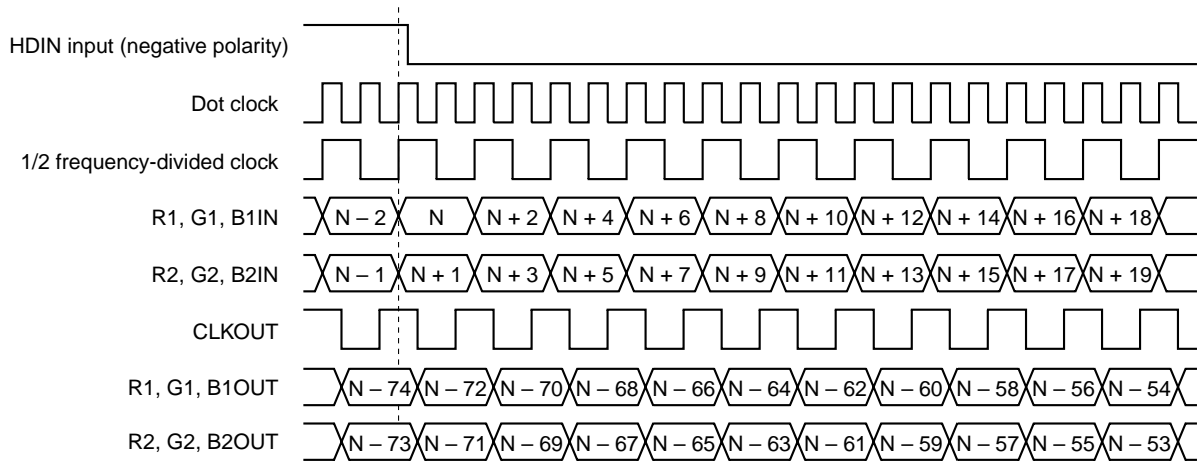 HDIN input (negative polarity)
Dot clock
1/2 frequency-divided clock
R1, G1, B1IN N – 2 N N + 2 N + 4 N + 6 N + 8 N + 10 N + 12 N + 14 N + 16 N + 18
R2, G2, B2IN N – 1 N + 1 N + 3 N + 5 N + 7 N + 9 N + 11 N + 13 N + 15 N + 17 N + 19
CLKOUT
R1, G1, B1OUT N – 74 N – 72 N – 70 N – 68 N – 66 N – 64 N – 62 N – 60 N – 58 N – 56 N – 54
R2, G2, B2OUT N – 73 N – 71 N – 69 N – 67 N – 65 N – 63 N – 61 N – 59 N – 57 N – 55 N – 53